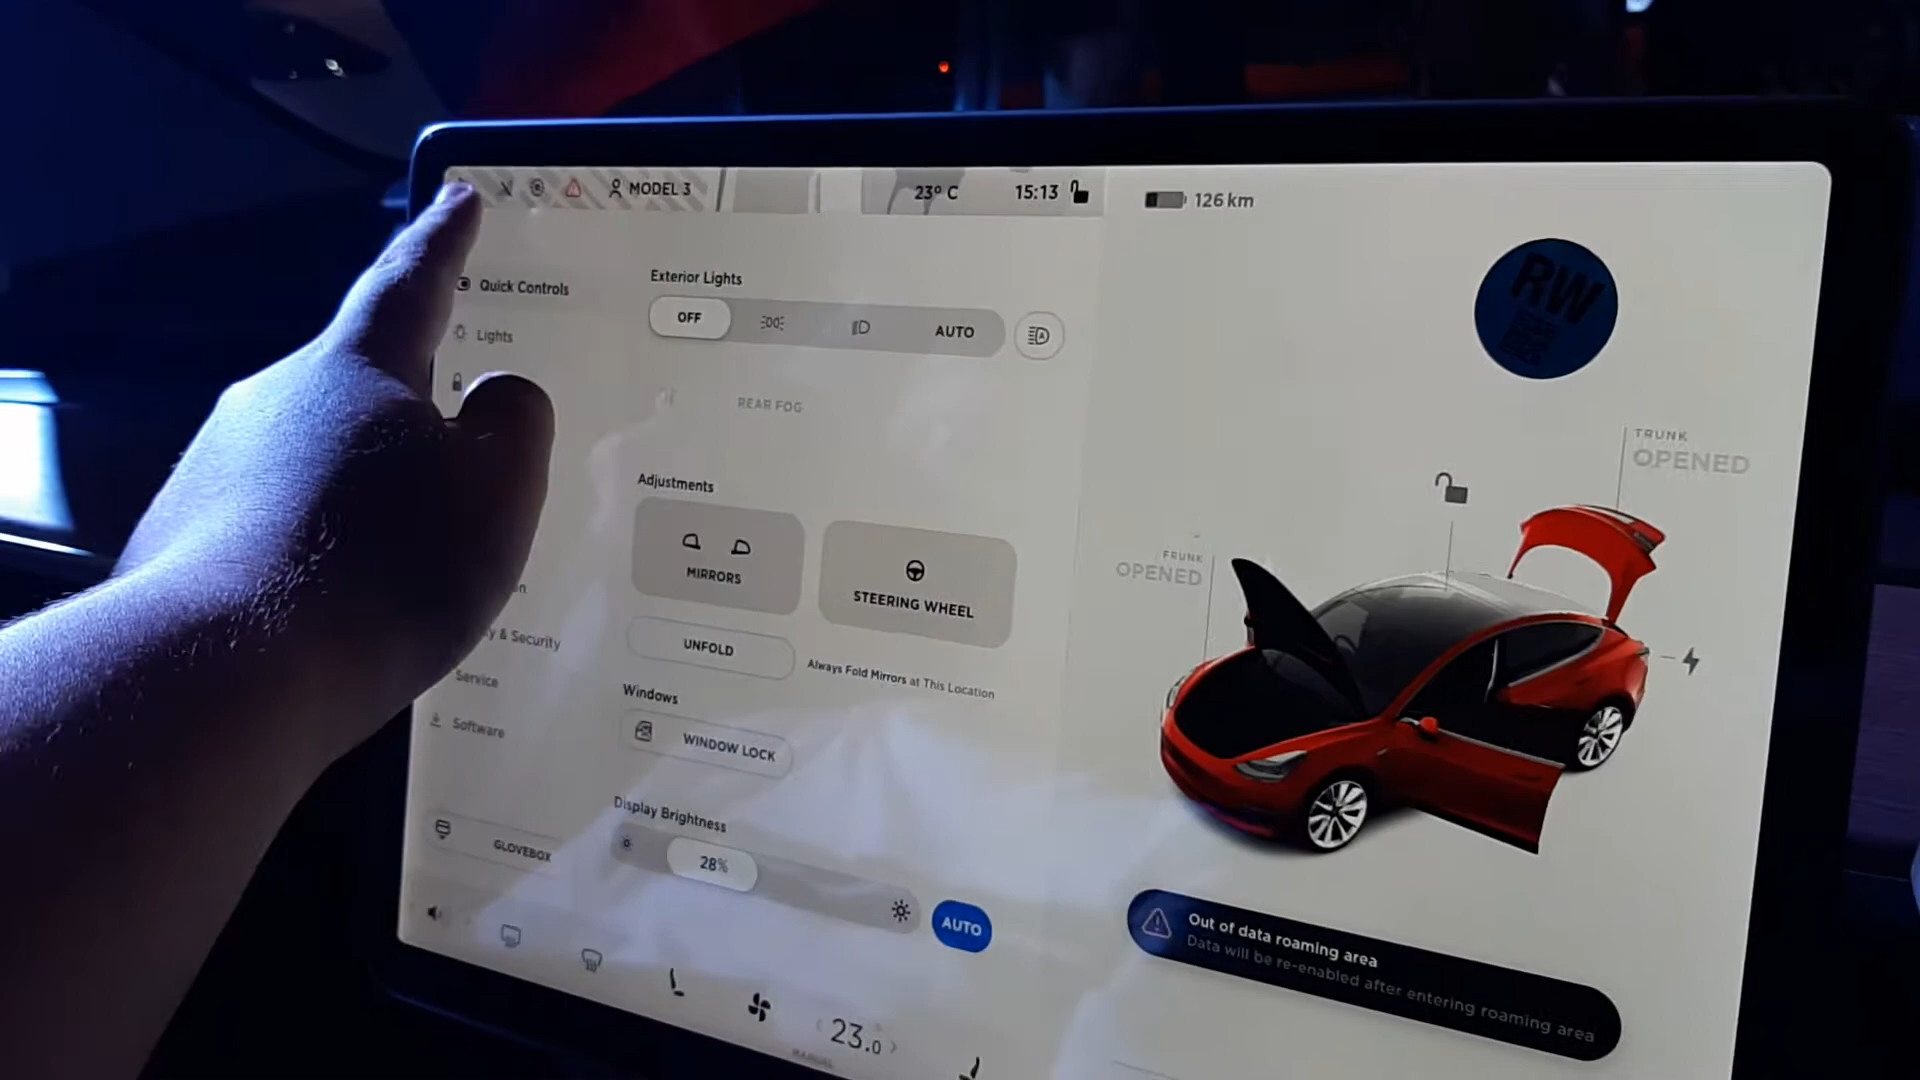 MODEL 3
23° C
15:13
126 km
Quick Controls
Lights
y & Security
Service
Software
GLOVEBOX
Exterior Lights
OFF
AUTO
A
REAR FOG
Adjustments
MIRRORS
STEERING WHEEL
UNFOLD
Always Fold Mirrors at This Location
Windows
WINDOW LOCK
Display Brightness
28%
AUTO
23.0
MANUAL
RW
TRUNK
OPENED
FRUNK
OPENED
Out of data roaming area
Data will be re-enabled after entering roaming area